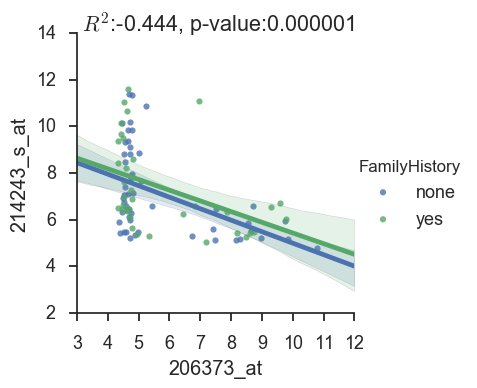 R²:-0.444, p-value:0.000001
14
12
10
8
6
4
2
214243_s_at
3 4 5 6 7 8 9 10 11 12
206373_at
FamilyHistory
none
yes